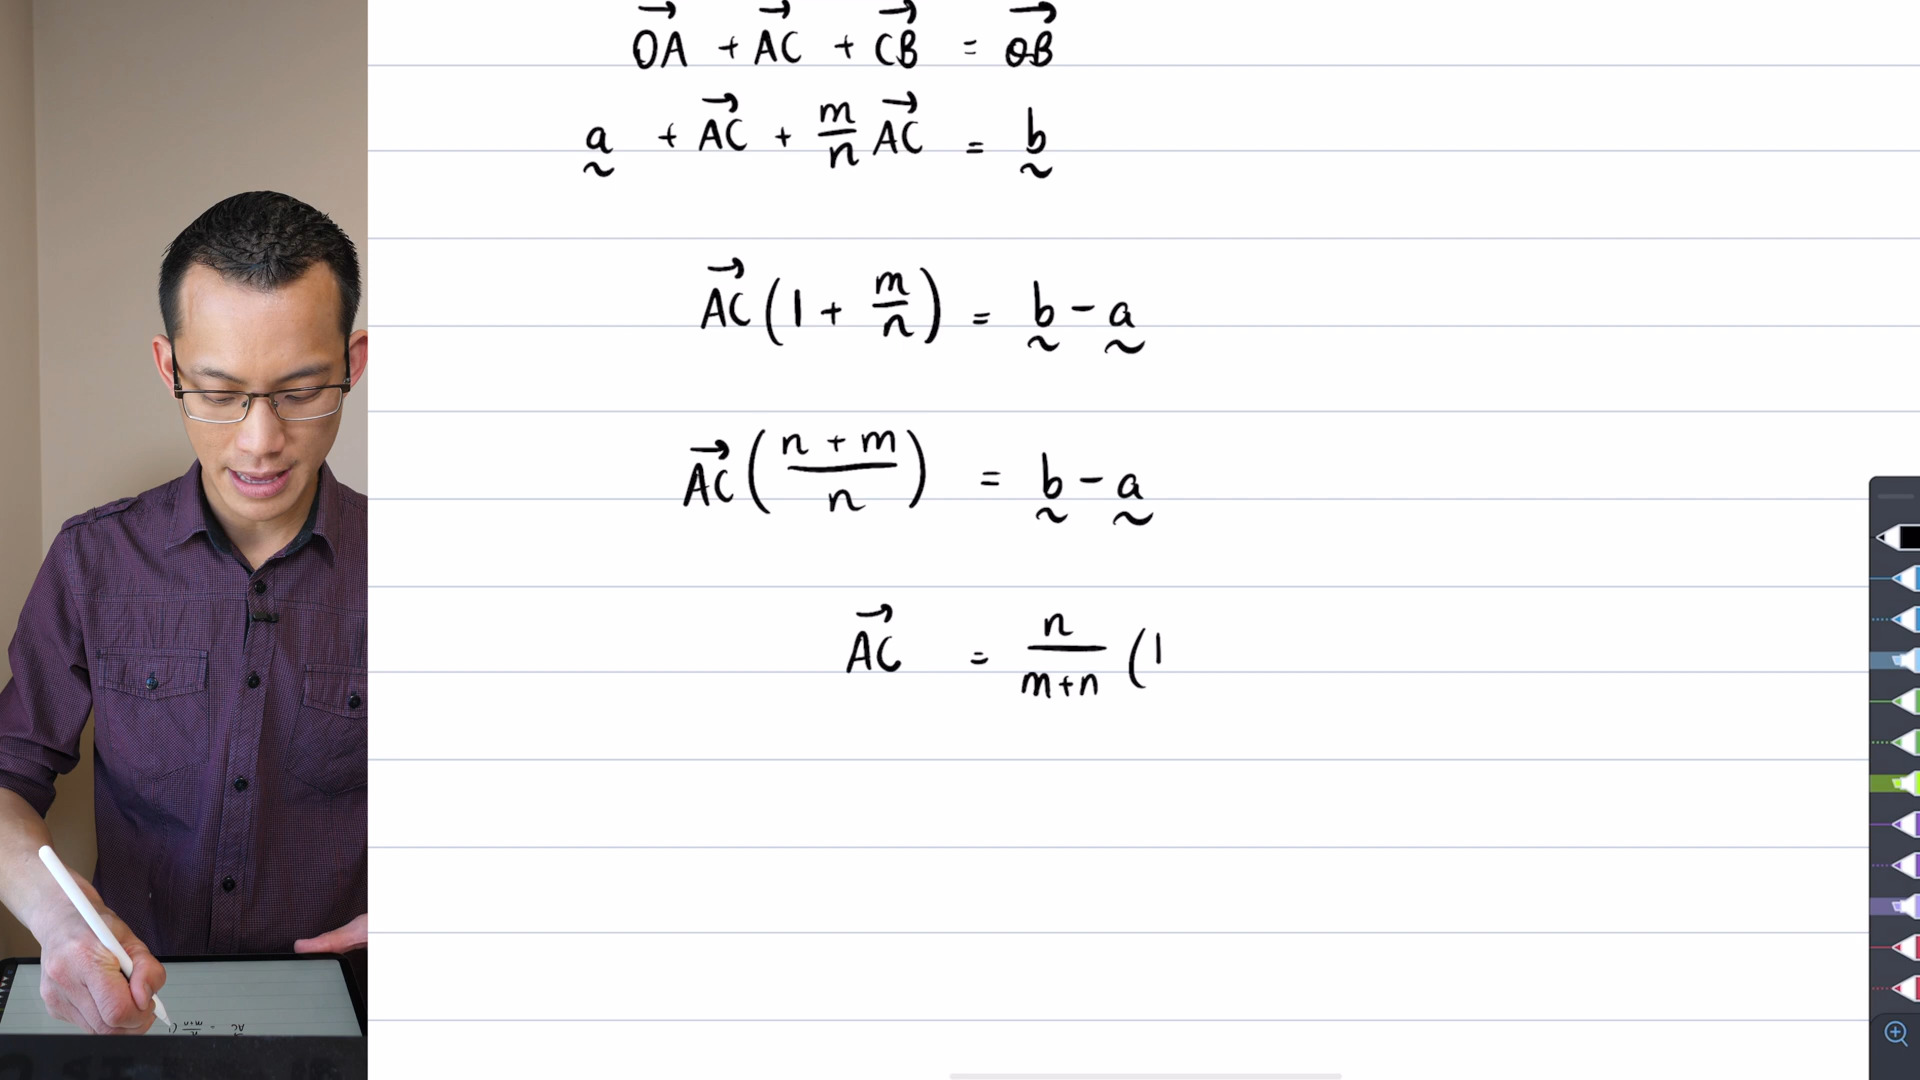 OA + AC + CB = OB
a + AC + m/n AC = b
AC (1 + m/n) = b - a
AC ((n + m)/n) = b - a
AC = n/(m+n) (1